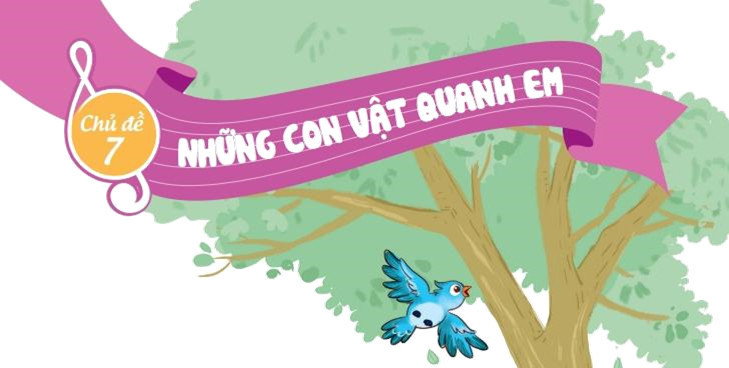 Chủ đề
7
NHỮNG CON VẬT QUANH EM